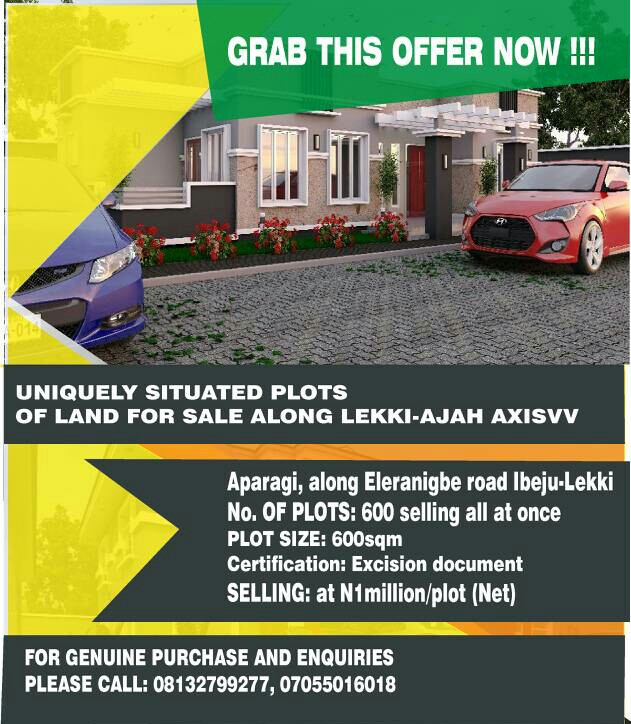 GRAB THIS OFFER NOW !!!
A-014
UNIQUELY SITUATED PLOTS
OF LAND FOR SALE ALONG LEKKI-AJAH AXISVV
Aparagi, along Eleranigbe road Ibeju-Lekki
No. OF PLOTS: 600 selling all at once
PLOT SIZE: 600sqm
Certification: Excision document
SELLING: at N1million/plot (Net)
FOR GENUINE PURCHASE AND ENQUIRIES
PLEASE CALL: 08132799277, 07055016018